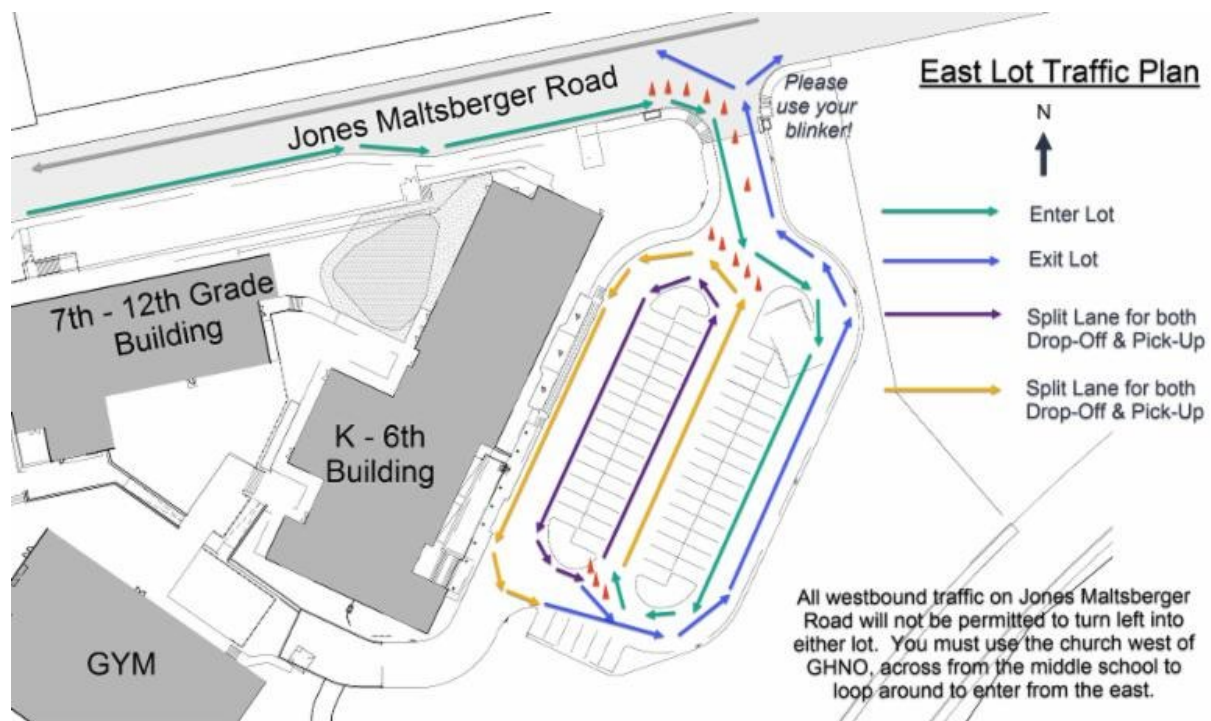 East Lot Traffic Plan
N
Enter Lot
Exit Lot
Split Lane for both
Drop-Off & Pick-Up
Split Lane for both
Drop-Off & Pick-Up
Jones Maltsberger Road
Please
use your
blinker!
7th - 12th Grade
Building
K - 6th
Building
GYM
All westbound traffic on Jones Maltsberger
Road will not be permitted to turn left into
either lot. You must use the church west of
GHNO, across from the middle school to
loop around to enter from the east.